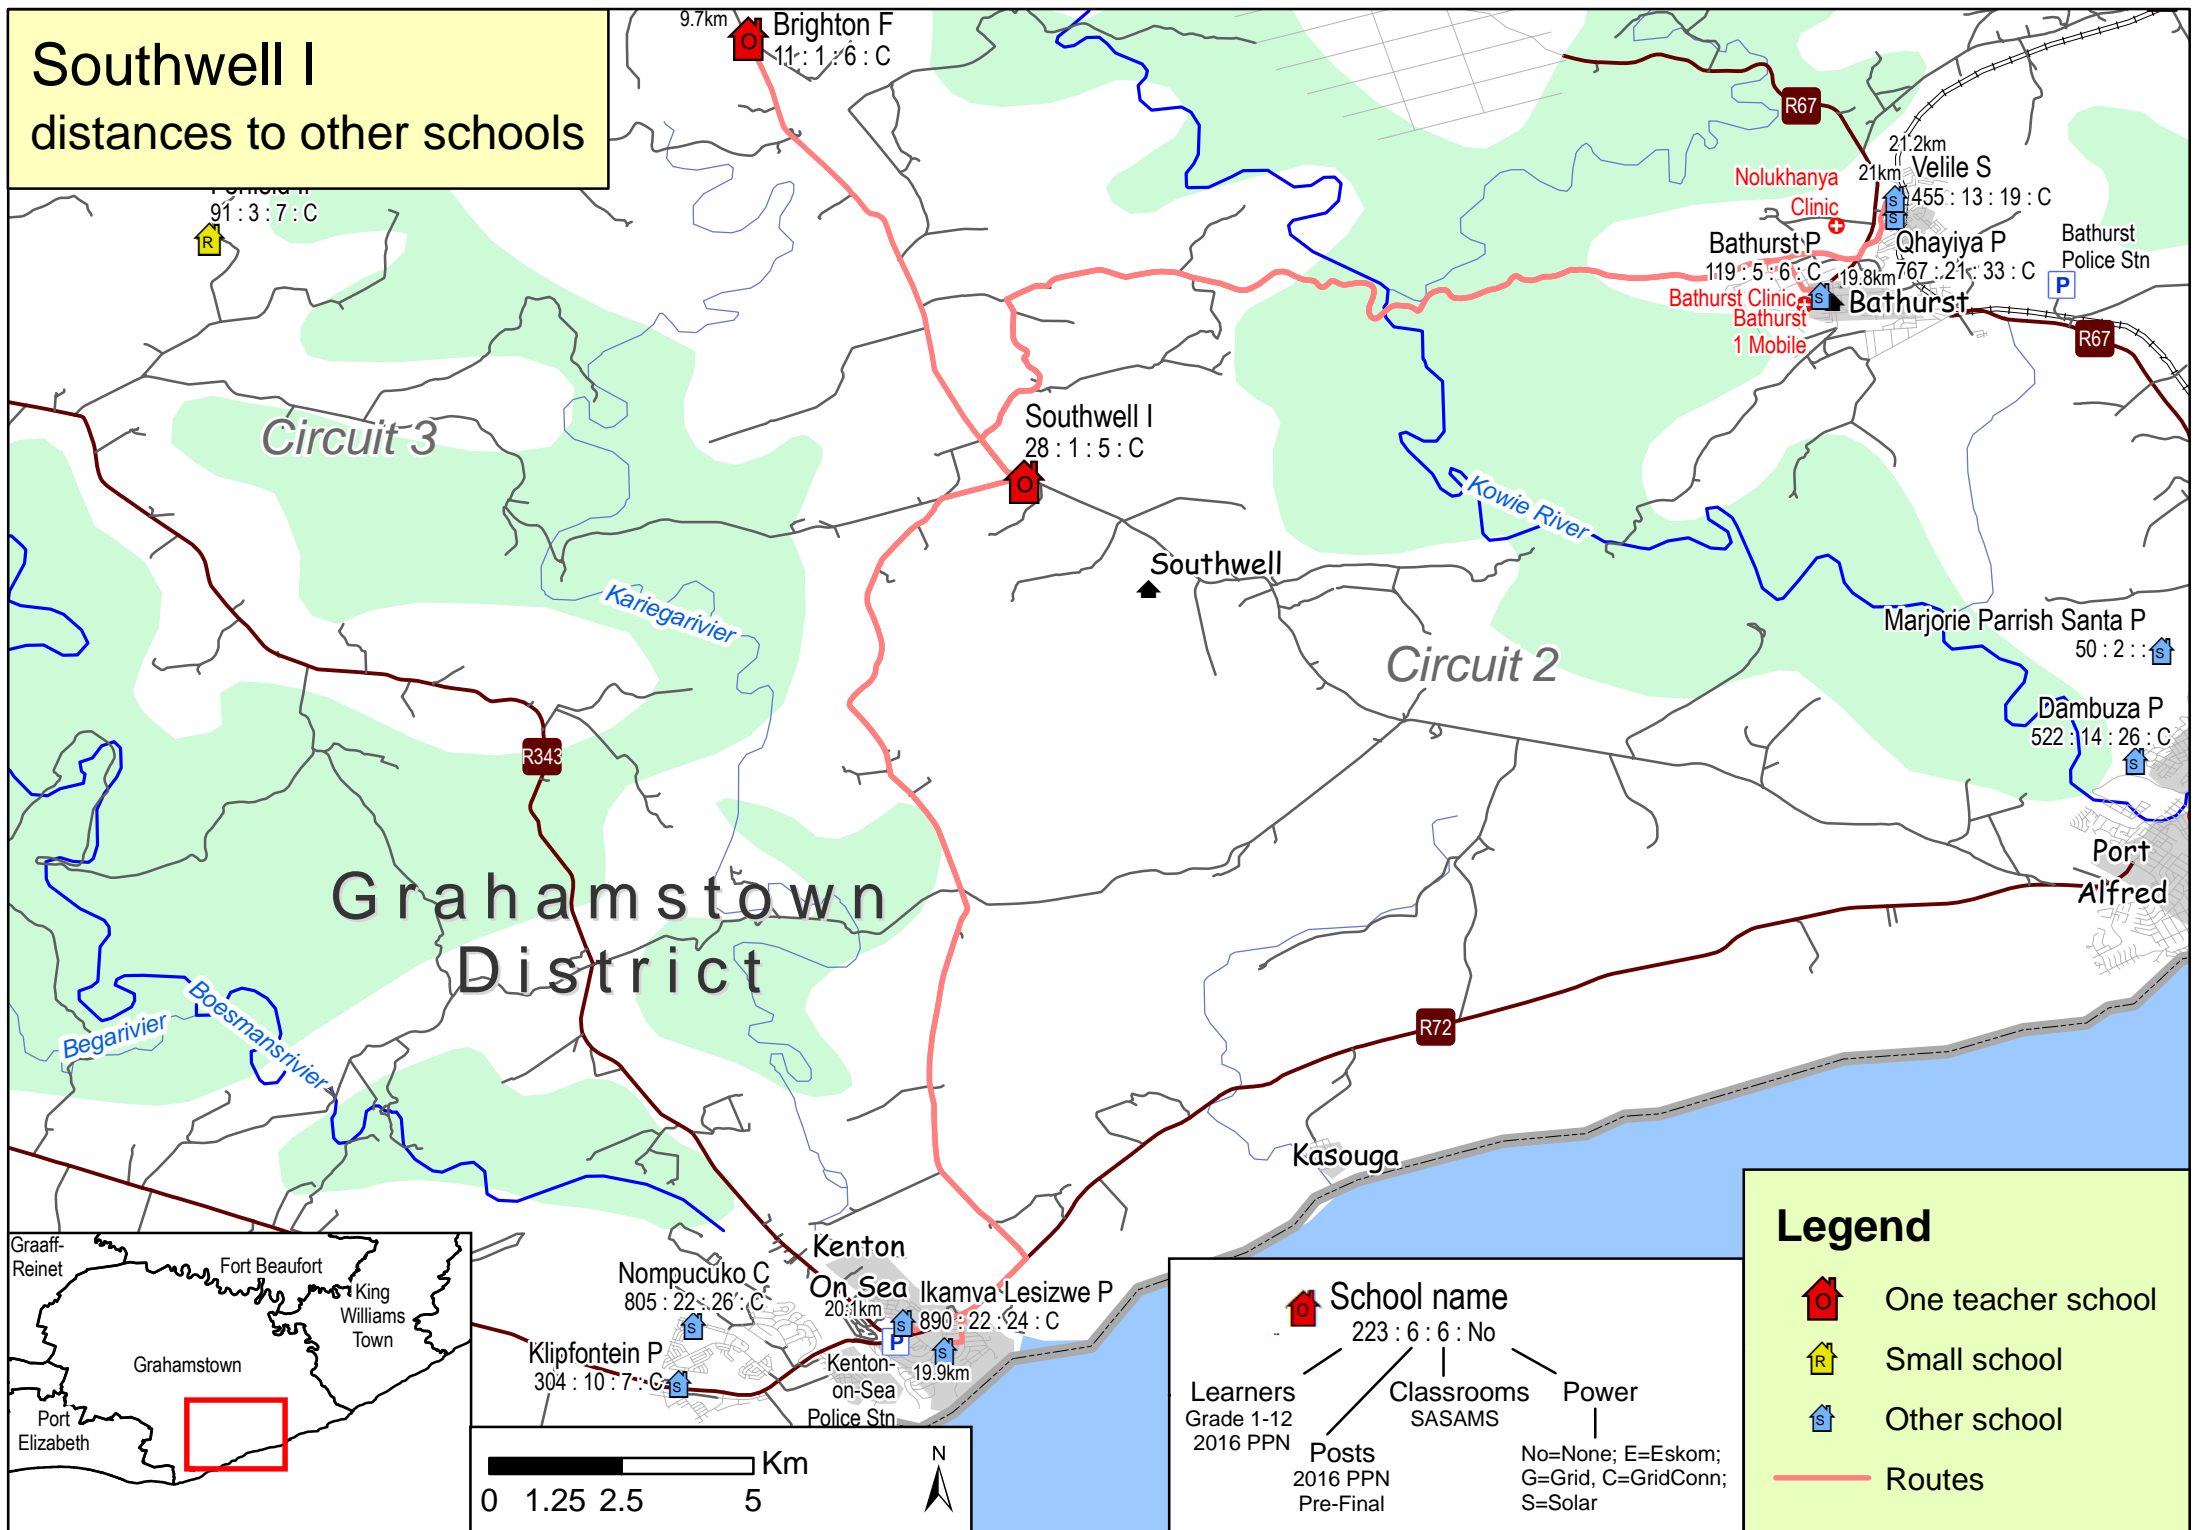 Southwell I
distances to other schools
9.7km
Brighton F
11 : 1 : 6 : C
91 : 3 : 7 : C
R
O
R67
21.2km
21km
Velile S
455 : 13 : 19 : C
Nolukhanya
Clinic
S
S
Bathurst P
119 : 5 : 6 : C
Qhayiya P
767 : 21 : 33 : C
19.8km
Bathurst
Police Stn
P
Bathurst Clinic
S
Bathurst
Bathurst
1 Mobile
R67
Circuit 3
Southwell I
28 : 1 : 5 : C
O
Kowie River
Southwell
Kariegarivier
Circuit 2
Marjorie Parrish Santa P
50 : 2 : :
S
Dambuza P
522 : 14 : 26 : C
S
R343
Port
Alfred
Grahamstown
District
Begarivier
Boesmansrivier
R72
Kasouga
Kenton
On Sea
Nompucuko C
805 : 22 : 26 : C
S
20.1km
Ikamva Lesizwe P
890 : 22 : 24 : C
S
P
S
19.9km
Klipfontein P
304 : 10 : 7 : C
S
Kenton-
on-Sea
Police Stn
Graaff-
Reinet
Fort Beaufort
King
Williams
Town
Grahamstown
Port
Elizabeth
Km
0 1.25 2.5 5
N
O
School name
223 : 6 : 6 : No
Learners
Grade 1-12
2016 PPN
Posts
2016 PPN
Pre-Final
Classrooms
SASAMS
Power
No=None; E=Eskom;
G=Grid, C=GridConn;
S=Solar
Legend
O
One teacher school
R
Small school
S
Other school
Routes